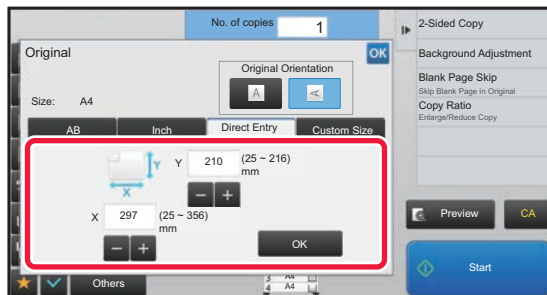 No. of copies 1
2-Sided Copy
Original
OK
Background Adjustment
Original Orientation
Blank Page Skip
Skip Blank Page in Original
A
A
Size: A4
Copy Ratio
Enlarge/Reduce Copy
AB
Inch
Direct Entry
Custom Size
Y
Y 210 (25 ~ 216)
mm
X
X 297 (25 ~ 356)
mm
OK
Preview
CA
Start
Others
3 A4
4 A4